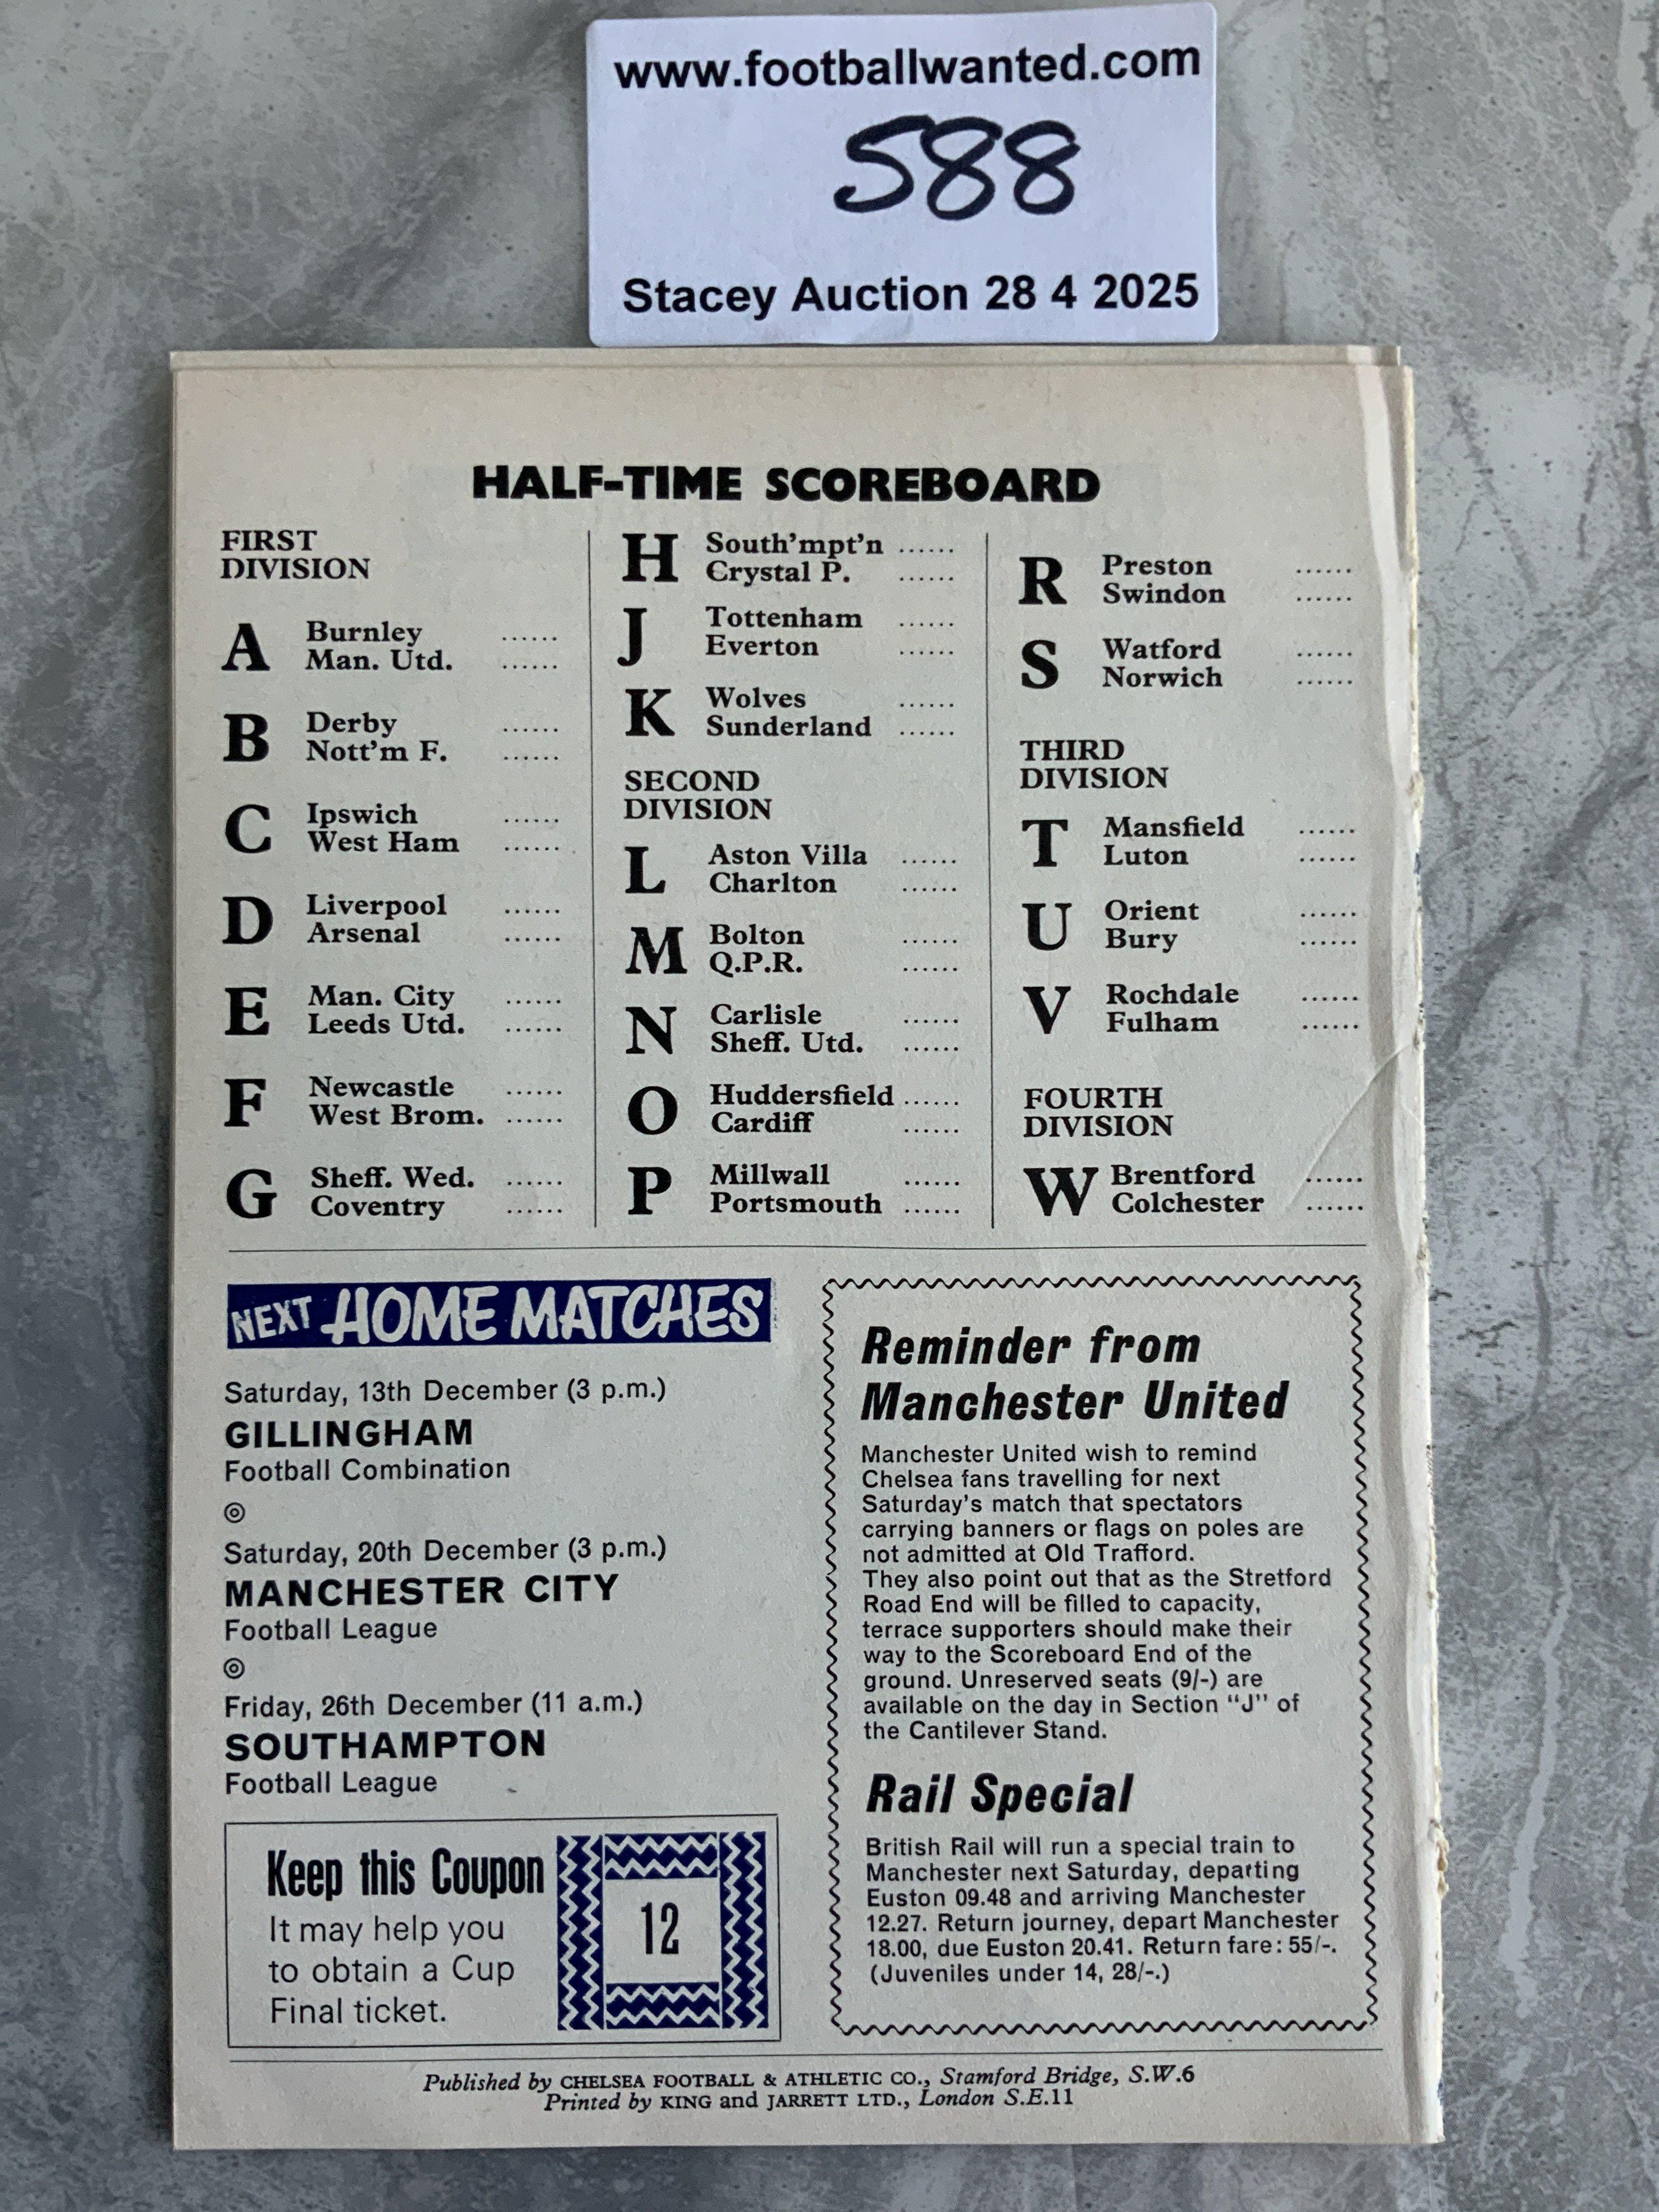 www.footballwanted.com
588
Stacey Auction 28 4 2025
HALF-TIME SCOREBOARD
FIRST
DIVISION
A Burnley ......
Man. Utd. ......
B Derby ......
Nott'm F. ......
C Ipswich ......
West Ham ......
D Liverpool ......
Arsenal ......
E Man. City ......
Leeds Utd. ......
F Newcastle ......
West Brom. ......
G Sheff. Wed. ......
Coventry ......
H South'mpt'n ......
Crystal P. ......
J Tottenham ......
Everton ......
K Wolves ......
Sunderland ......
SECOND
DIVISION
L Aston Villa ......
Charlton ......
M Bolton ......
Q.P.R. ......
N Carlisle ......
Sheff. Utd. ......
O Huddersfield ......
Cardiff ......
P Millwall ......
Portsmouth ......
R Preston ......
Swindon ......
S Watford ......
Norwich ......
THIRD
DIVISION
T Mansfield ......
Luton ......
U Orient ......
Bury ......
V Rochdale ......
Fulham ......
FOURTH
DIVISION
W Brentford ......
Colchester ......
NEXT HOME MATCHES
Saturday, 13th December (3 p.m.)
GILLINGHAM
Football Combination
Saturday, 20th December (3 p.m.)
MANCHESTER CITY
Football League
Friday, 26th December (11 a.m.)
SOUTHAMPTON
Football League
Keep this Coupon
It may help you
to obtain a Cup
Final ticket.
12
Reminder from
Manchester United
Manchester United wish to remind
Chelsea fans travelling for next
Saturday's match that spectators
carrying banners or flags on poles are
not admitted at Old Trafford.
They also point out that as the Stretford
Road End will be filled to capacity,
terrace supporters should make their
way to the Scoreboard End of the
ground. Unreserved seats (9/-) are
available on the day in Section "J" of
the Cantilever Stand.
Rail Special
British Rail will run a special train to
Manchester next Saturday, departing
Euston 09.48 and arriving Manchester
12.27. Return journey, depart Manchester
18.00, due Euston 20.41. Return fare: 55/-.
(Juveniles under 14, 28/-.)
Published by CHELSEA FOOTBALL & ATHLETIC CO., Stamford Bridge, S.W.6
Printed by KING and JARRETT LTD., London S.E.11